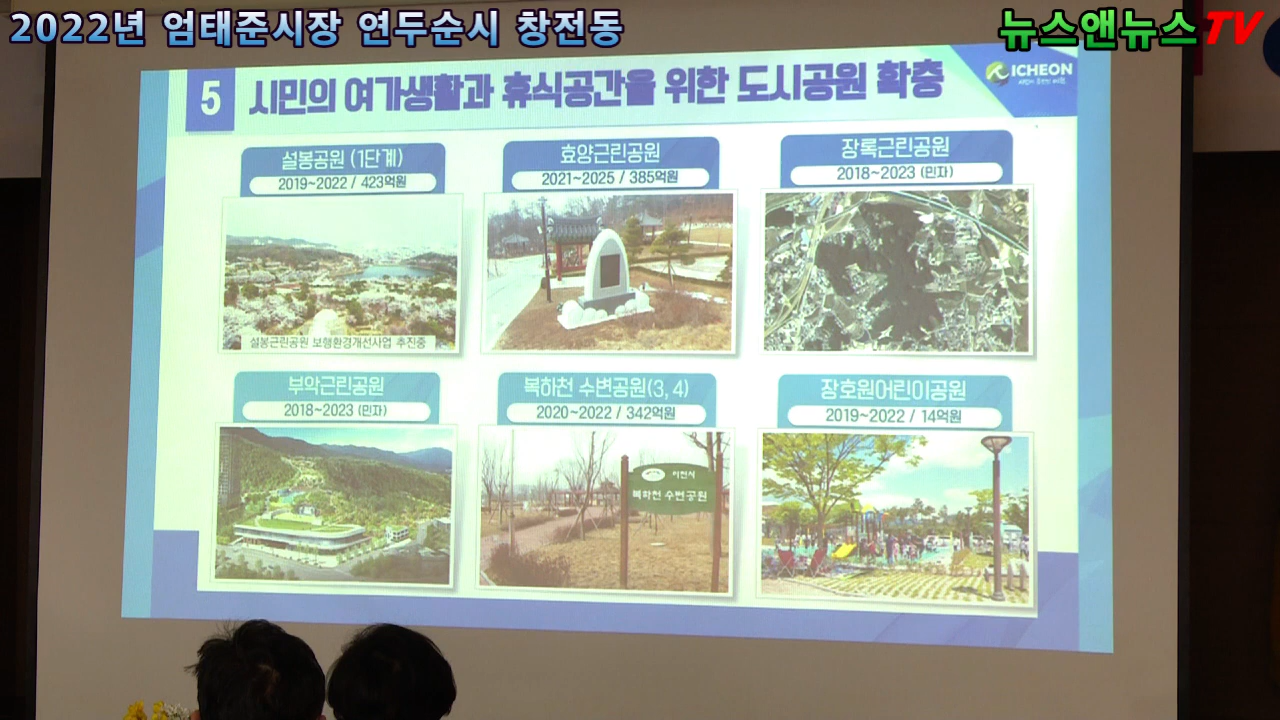 2022년 엄태준시장 연두순시 창전동
뉴스앤뉴스TV
5 시민의 여가생활과 휴식공간을 위한 도시공원 확충
ICHEON
설봉공원 (1단계)
2019~2022 / 423억원
설봉근린공원 보행환경개선사업 추진중
효양근린공원
2021~2025 / 385억원
장록근린공원
2018~2023 (민자)
부악근린공원
2018~2023 (민자)
복하천 수변공원(3, 4)
2020~2022 / 342억원
이천시
복하천 수변공원
장호원어린이공원
2019~2022 / 14억원